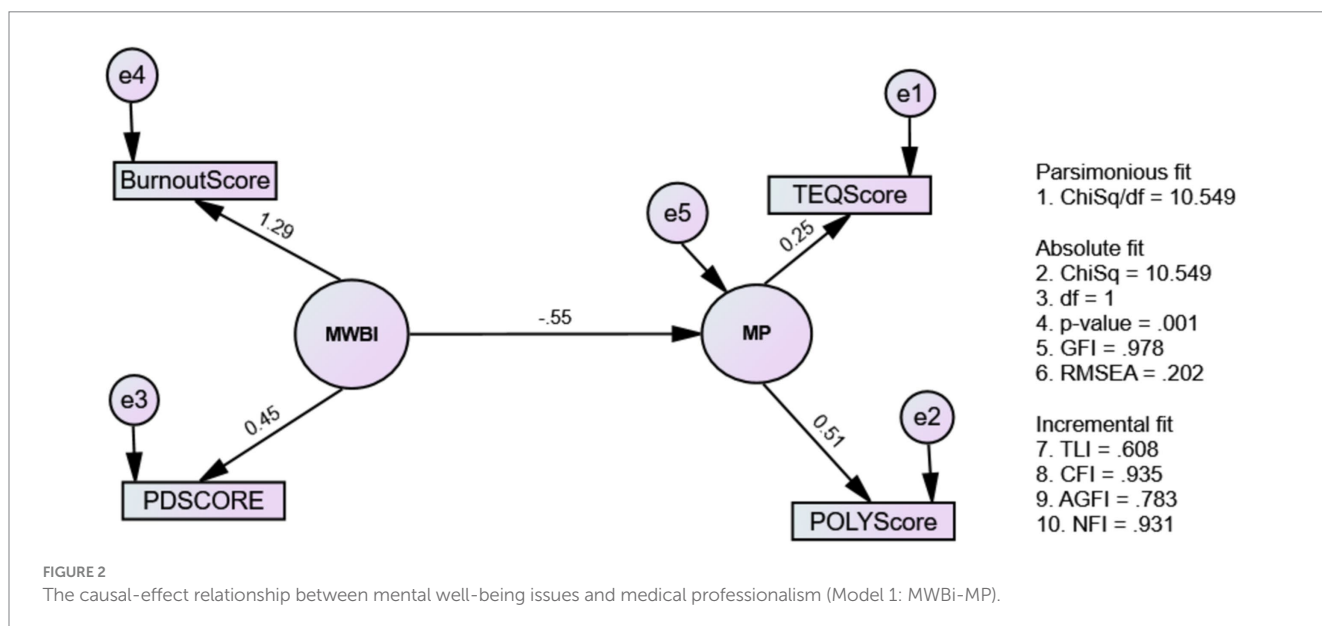 e4
BurnoutScore
1.29
MWBI
e3
0.45
PDSCORE
-.55
e5
MP
e1
TEQScore
0.25
0.51
e2
POLYScore
Parsimonious fit
1. ChiSq/df = 10.549
Absolute fit
2. ChiSq = 10.549
3. df = 1
4. p-value = .001
5. GFI = .978
6. RMSEA = .202
Incremental fit
7. TLI = .608
8. CFI = .935
9. AGFI = .783
10. NFI = .931
FIGURE 2
The causal-effect relationship between mental well-being issues and medical professionalism (Model 1: MWBi-MP).